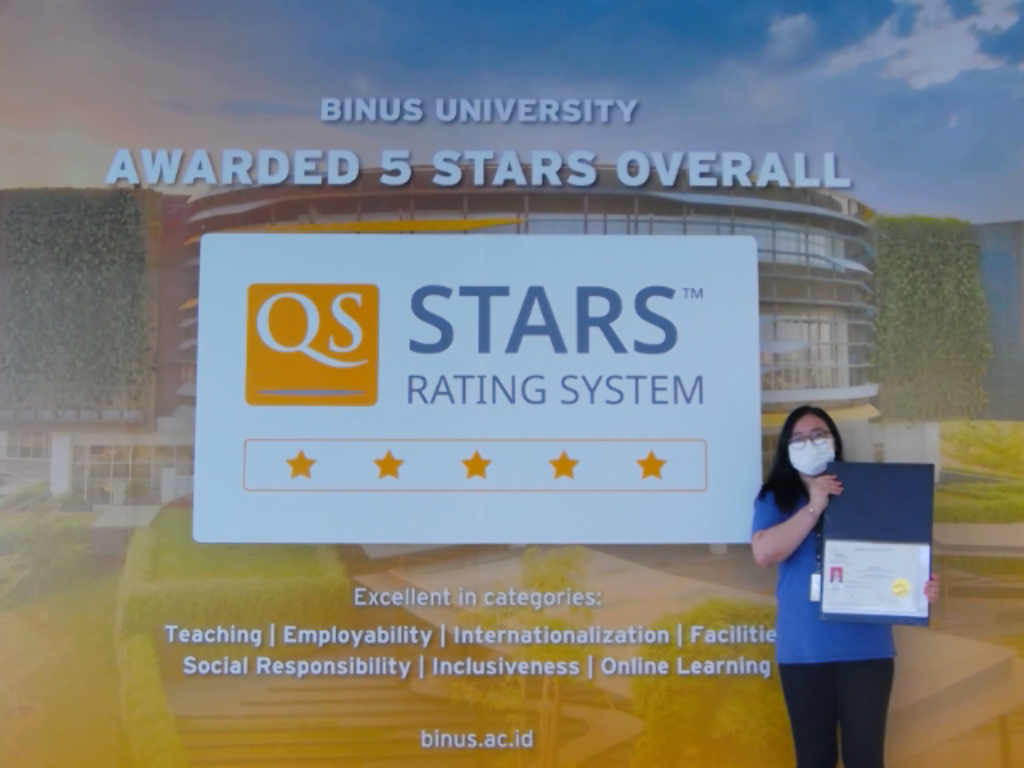 BINUS UNIVERSITY
AWARDED 5 STARS OVERALL
QS
STARS™
RATING SYSTEM
Excellent in categories:
Teaching | Employability | Internationalization | Facilitie
Social Responsibility | Inclusiveness | Online Learning
binus.ac.id